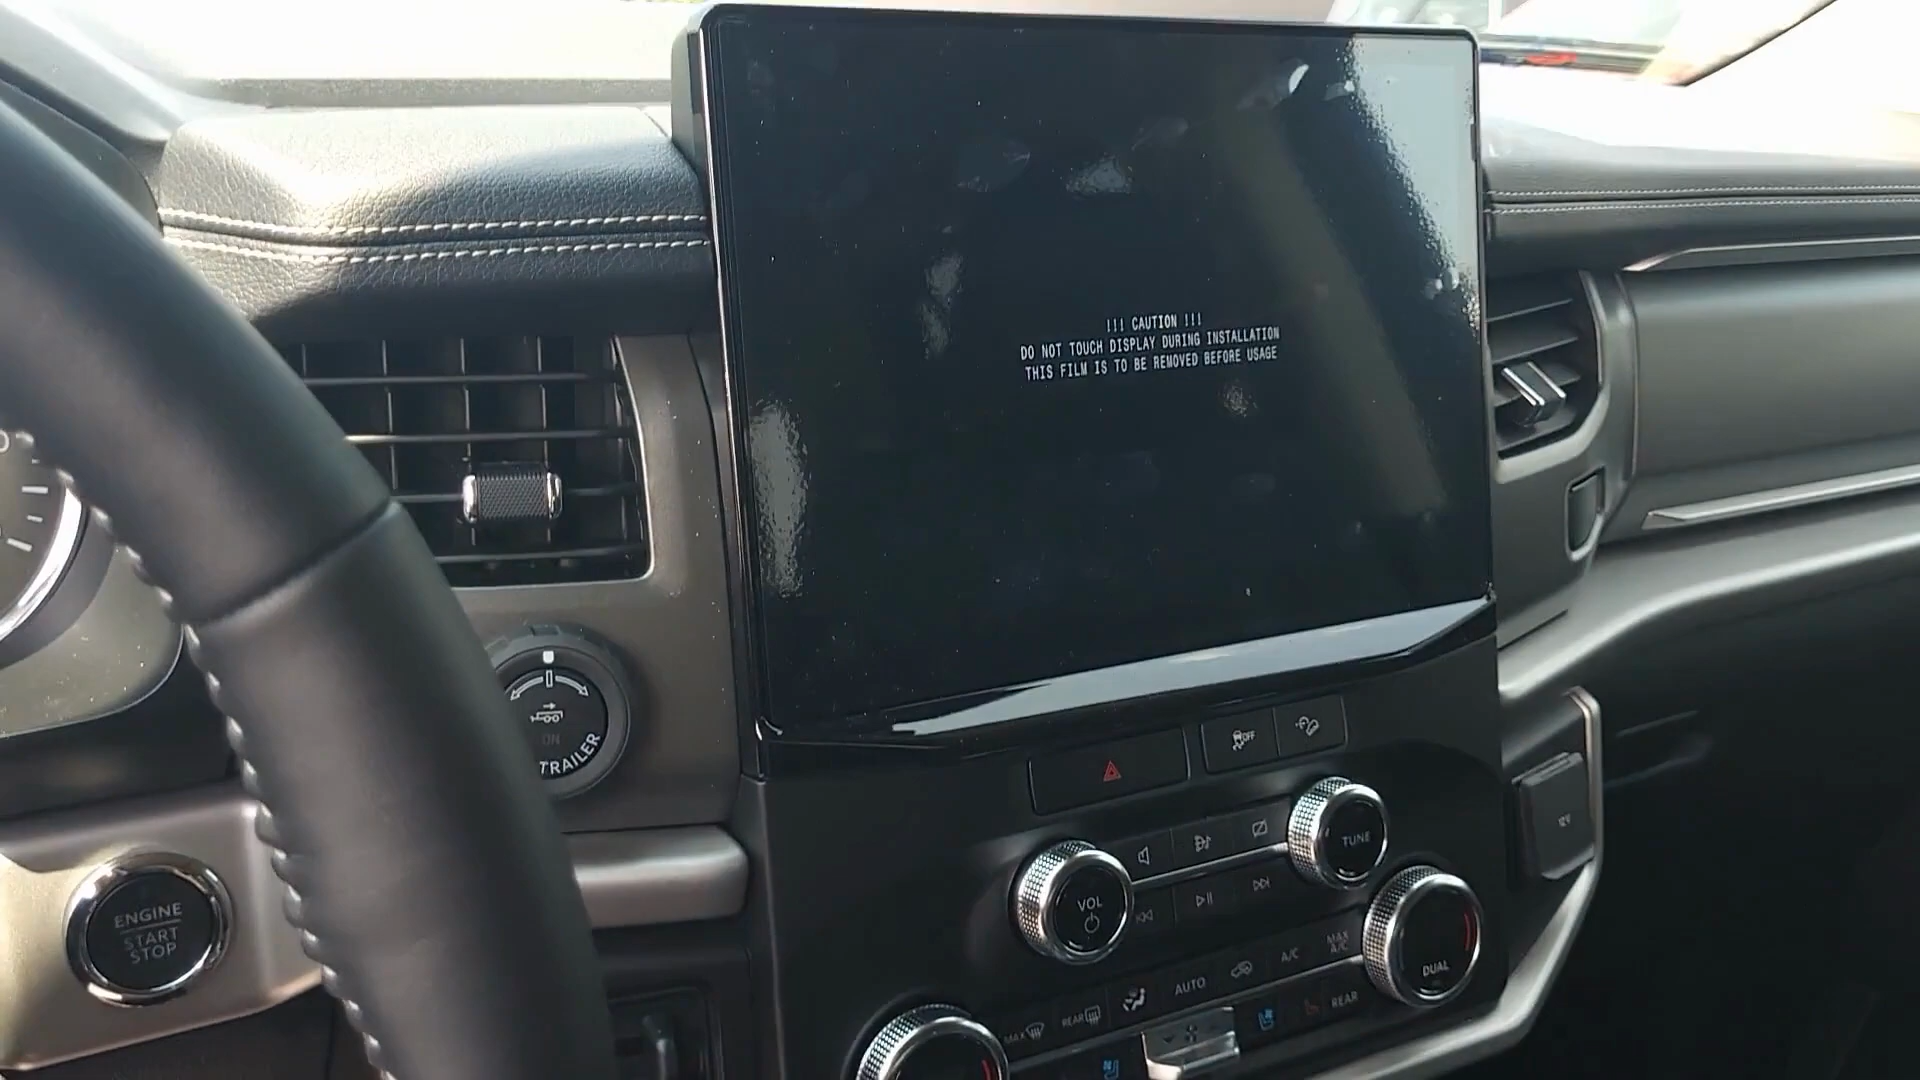 !!! CAUTION !!!
DO NOT TOUCH DISPLAY DURING INSTALLATION
THIS FILM IS TO BE REMOVED BEFORE USAGE
ON
TRAILER
OFF
TUNE
12V
VOL
ENGINE
START
STOP
MAX
A/C
A/C
AUTO
DUAL
REAR
REAR
MAX